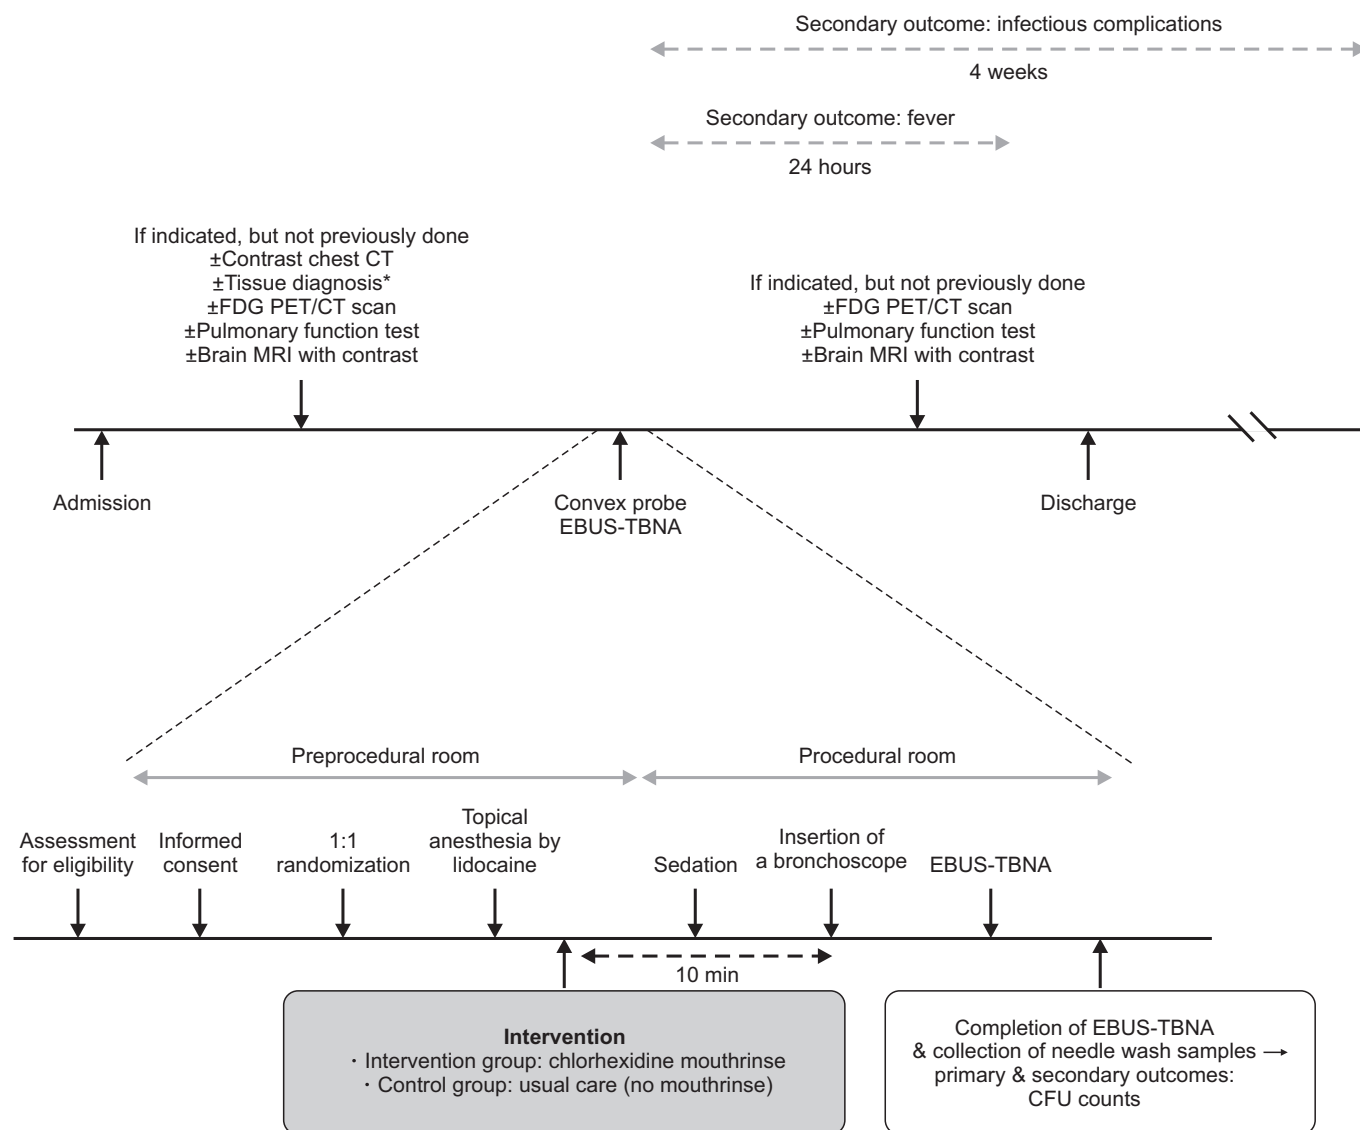 Secondary outcome: infectious complications
4 weeks
Secondary outcome: fever
24 hours
If indicated, but not previously done
±Contrast chest CT
±Tissue diagnosis*
±FDG PET/CT scan
±Pulmonary function test
±Brain MRI with contrast
If indicated, but not previously done
±FDG PET/CT scan
±Pulmonary function test
±Brain MRI with contrast
Admission
Convex probe
EBUS-TBNA
Discharge
Preprocedural room
Procedural room
Assessment
for eligibility
Informed
consent
1:1
randomization
Topical
anesthesia by
lidocaine
Sedation
Insertion of
a bronchoscope
EBUS-TBNA
10 min
Intervention
· Intervention group: chlorhexidine mouthrinse
· Control group: usual care (no mouthrinse)
Completion of EBUS-TBNA
& collection of needle wash samples →
primary & secondary outcomes:
CFU counts